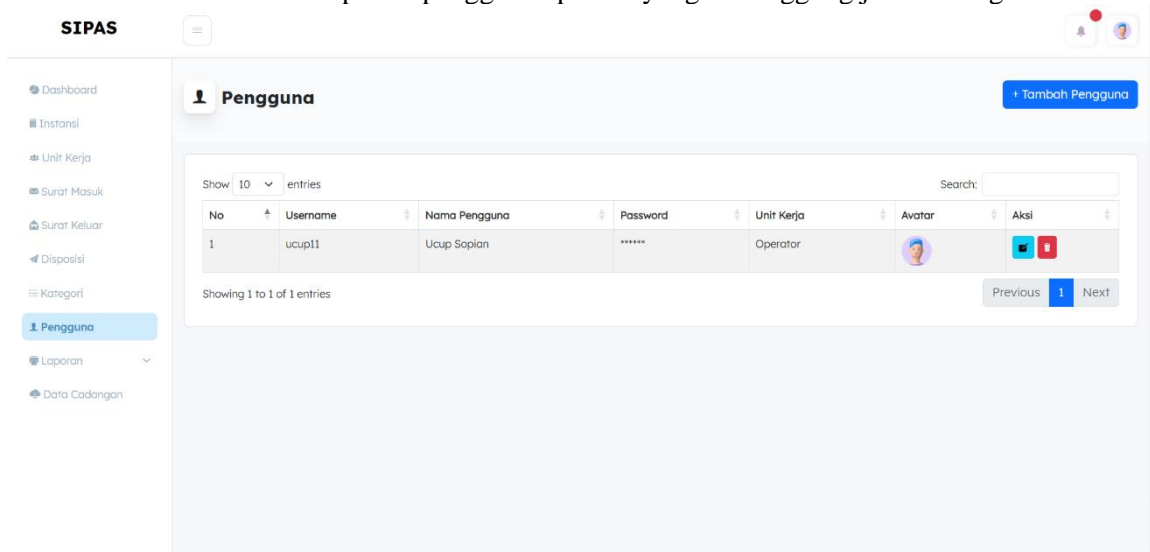 SIPAS
Dashboard
Instansi
Unit Kerja
Surat Masuk
Surat Keluar
Disposisi
Kategori
Pengguna
Laporan
Data Cadangan
Pengguna
+ Tambah Pengguna
Show 10 entries
Search:
No Username Nama Pengguna Password Unit Kerja Avatar Aksi
1 ucup11 Ucup Sopian ****** Operator
Showing 1 to 1 of 1 entries
Previous 1 Next